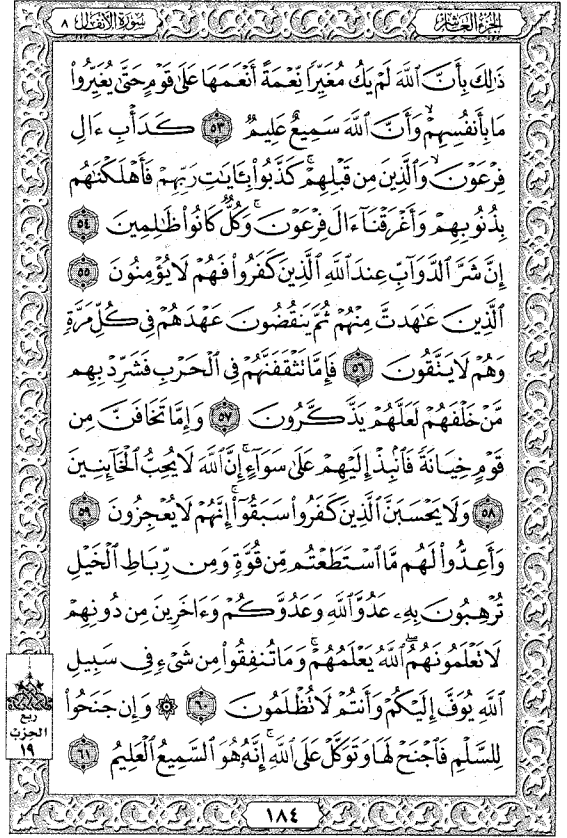 الجزء العاشر
سورة الأنفال ٨
ذَٰلِكَ بِأَنَّ ٱللَّهَ لَمْ يَكُ مُغَيِّرًا نِّعْمَةً أَنْعَمَهَا عَلَىٰ قَوْمٍ حَتَّىٰ يُغَيِّرُوا۟
مَا بِأَنفُسِهِمْ ۙ وَأَنَّ ٱللَّهَ سَمِيعٌ عَلِيمٌ ٥٣ كَدَأْبِ ءَالِ
فِرْعَوْنَ ۙ وَٱلَّذِينَ مِن قَبْلِهِمْ ۚ كَذَّبُوا۟ بِـَٔايَـٰتِ رَبِّهِمْ فَأَهْلَكْنَـٰهُم
بِذُنُوبِهِمْ وَأَغْرَقْنَآ ءَالَ فِرْعَوْنَ ۚ وَكُلٌّ كَانُوا۟ ظَـٰلِمِينَ ٥٤
إِنَّ شَرَّ ٱلدَّوَآبِّ عِندَ ٱللَّهِ ٱلَّذِينَ كَفَرُوا۟ فَهُمْ لَا يُؤْمِنُونَ ٥٥
ٱلَّذِينَ عَـٰهَدتَّ مِنْهُمْ ثُمَّ يَنقُضُونَ عَهْدَهُمْ فِى كُلِّ مَرَّةٍ
وَهُمْ لَا يَتَّقُونَ ٥٦ فَإِمَّا تَثْقَفَنَّهُمْ فِى ٱلْحَرْبِ فَشَرِّدْ بِهِم
مَّنْ خَلْفَهُمْ لَعَلَّهُمْ يَذَّكَّرُونَ ٥٧ وَإِمَّا تَخَافَنَّ مِن
قَوْمٍ خِيَانَةً فَٱنۢبِذْ إِلَيْهِمْ عَلَىٰ سَوَآءٍ ۚ إِنَّ ٱللَّهَ لَا يُحِبُّ ٱلْخَآئِنِينَ
٥٨ وَلَا يَحْسَبَنَّ ٱلَّذِينَ كَفَرُوا۟ سَبَقُوٓا۟ ۚ إِنَّهُمْ لَا يُعْجِزُونَ ٥٩
وَأَعِدُّوا۟ لَهُم مَّا ٱسْتَطَعْتُم مِّن قُوَّةٍ وَمِن رِّبَاطِ ٱلْخَيْلِ
تُرْهِبُونَ بِهِۦ عَدُوَّ ٱللَّهِ وَعَدُوَّكُمْ وَءَاخَرِينَ مِن دُونِهِمْ
لَا تَعْلَمُونَهُمُ ٱللَّهُ يَعْلَمُهُمْ ۚ وَمَا تُنفِقُوا۟ مِن شَىْءٍ فِى سَبِيلِ
ٱللَّهِ يُوَفَّ إِلَيْكُمْ وَأَنتُمْ لَا تُظْلَمُونَ ٦٠ ۞ وَإِن جَنَحُوا۟
لِلسَّلْمِ فَٱجْنَحْ لَهَا وَتَوَكَّلْ عَلَى ٱللَّهِ ۚ إِنَّهُۥ هُوَ ٱلسَّمِيعُ ٱلْعَلِيمُ ٦١
ربع
الحزب
١٩
١٨٤